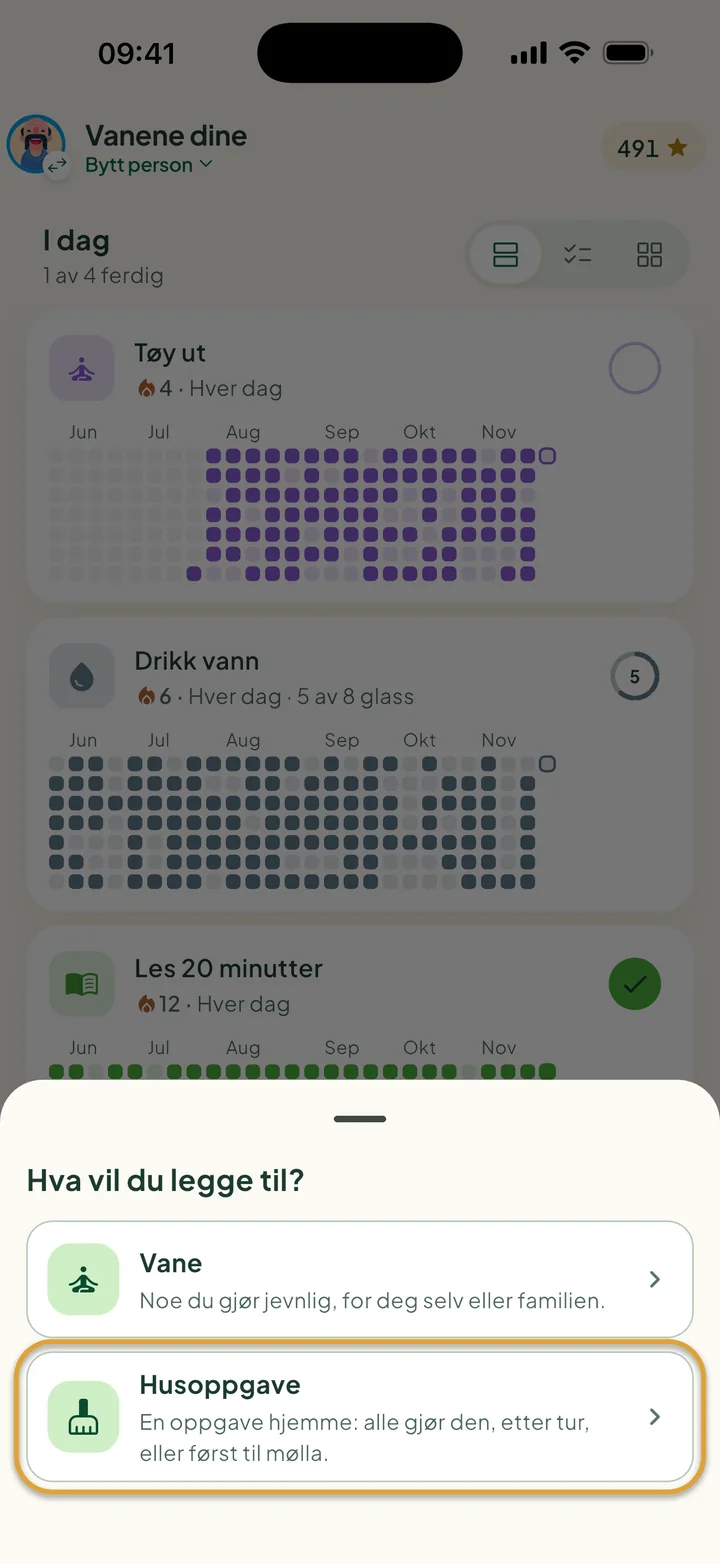 09:41
Vanene dine
Bytt person
491
I dag
1 av 4 ferdig
Tøy ut
4 · Hver dag
Jun Jul Aug Sep Okt Nov
Drikk vann
6 · Hver dag · 5 av 8 glass
5
Jun Jul Aug Sep Okt Nov
Les 20 minutter
12 · Hver dag
Jun Jul Aug Sep Okt Nov
Hva vil du legge til?
Vane
Noe du gjør jevnlig, for deg selv eller familien.
Husoppgave
En oppgave hjemme: alle gjør den, etter tur,
eller først til mølla.